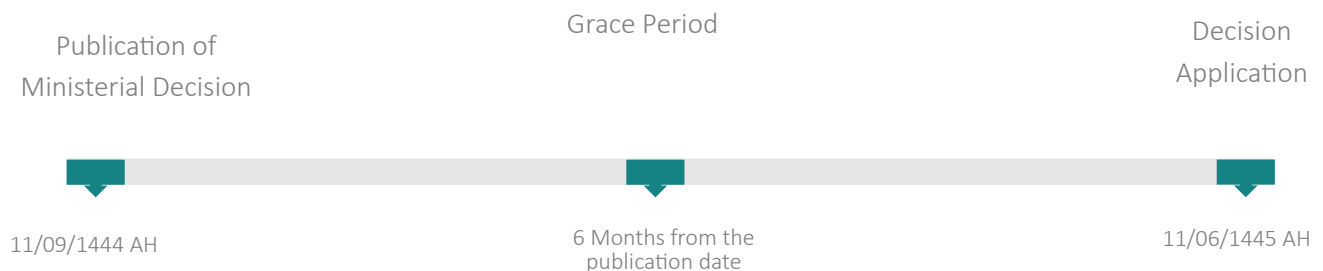 Publication of
Ministerial Decision
Grace Period
Decision
Application
11/09/1444 AH
6 Months from the
publication date
11/06/1445 AH